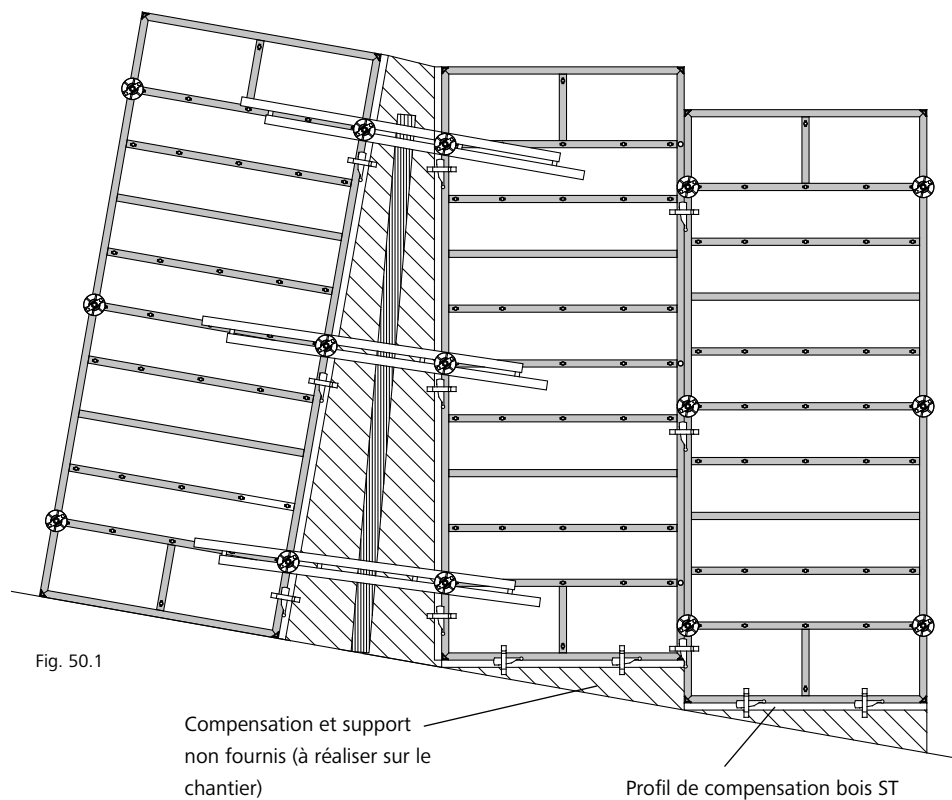 Fig. 50.1
Compensation et support
non fournis (à réaliser sur le
chantier)
Profil de compensation bois ST